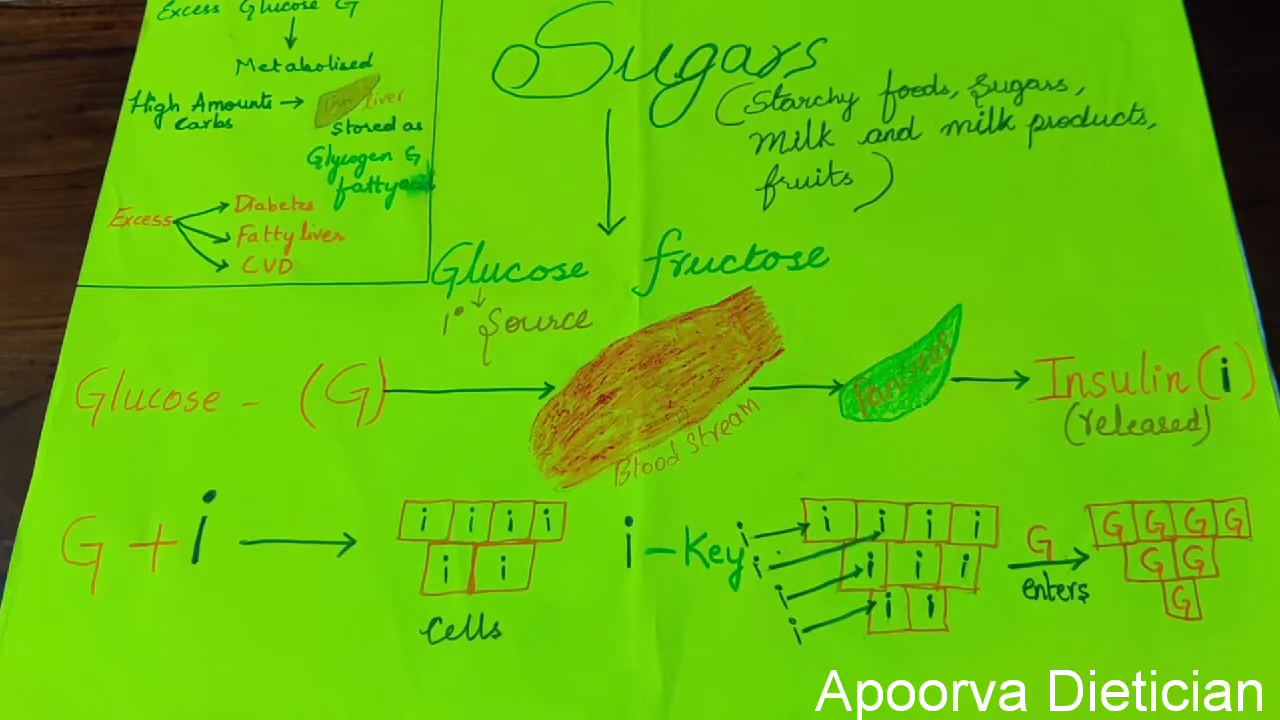 Excess Glucose G
Metabolised
High Amounts
Carbs
Liver
Stored as
Glycogen G
fatty
Excess
Diabetes
Fatty liver
CVD
Sugars
(Starchy foods, Sugars,
milk and milk products,
fruits)
Glucose fructose
1° Source
Glucose - (G)
Blood Stream
Pancreas
Insulin (i)
(released)
G + i
i i i i
i i
Cells
i - Key
i i i i
i i i i
i i i i
i i i
G
enters
G G G G
G G
G
Apoorva Dietician